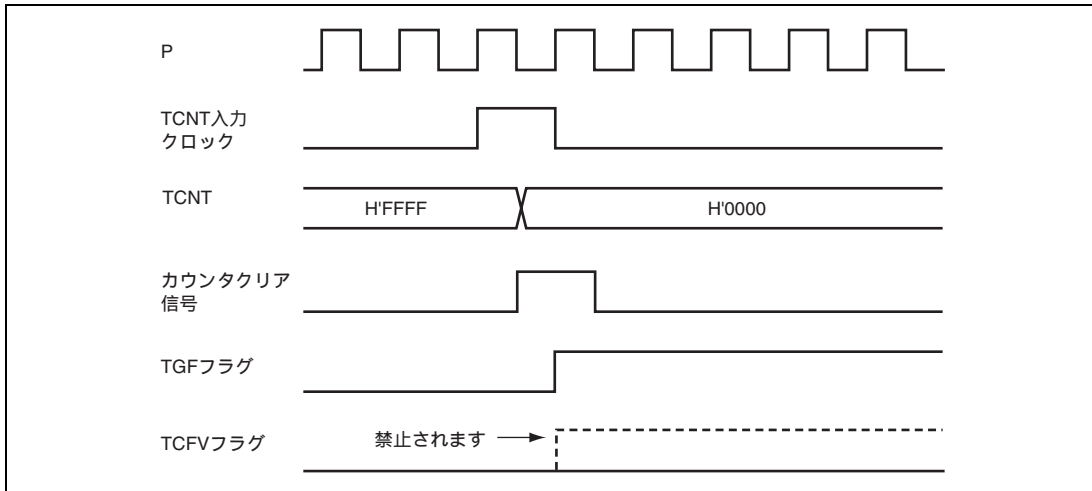 P
TCNT入力
クロック
TCNT
H'FFFF
H'0000
カウンタクリア
信号
TGFフラグ
TCFVフラグ
禁止されます